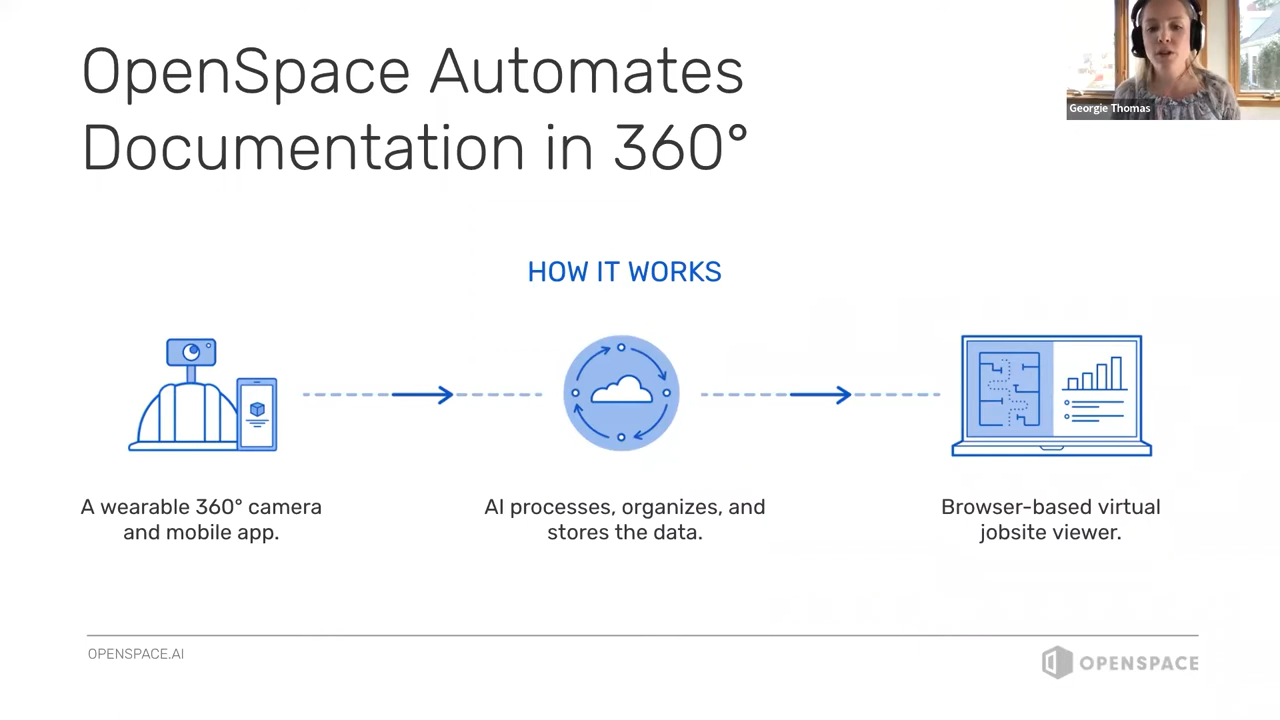 OpenSpace Automates
Documentation in 360°
Georgie Thomas
HOW IT WORKS
A wearable 360° camera
and mobile app.
AI processes, organizes, and
stores the data.
Browser-based virtual
jobsite viewer.
OPENSPACE.AI
OPENSPACE